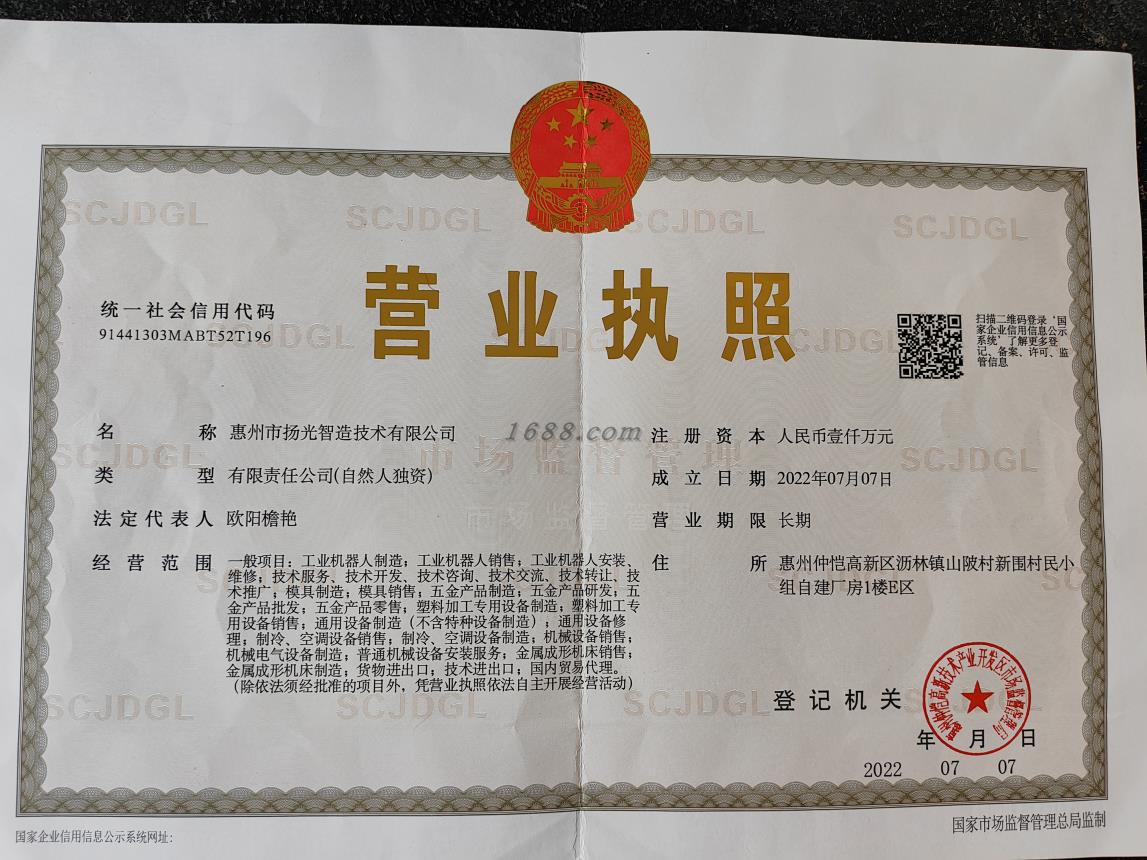 营业执照
统一社会信用代码
91441303MABT52T196
扫描二维码登录‘国
家企业信用信息公示
系统’了解更多登
记、备案、许可、监
管信息
名 称 惠州市扬光智造技术有限公司
1688.com
类 型 有限责任公司(自然人独资)
法定代表人 欧阳檐艳
经营范围 一般项目：工业机器人制造；工业机器人销售；工业机器人安装、
维修；技术服务、技术开发、技术咨询、技术交流、技术转让、技
术推广；模具制造；模具销售；五金产品制造；五金产品研发；五
金产品批发；五金产品零售；塑料加工专用设备制造；塑料加工专
用设备销售；通用设备制造（不含特种设备制造）；通用设备修
理；制冷、空调设备销售；制冷、空调设备制造；机械设备销售；
机械电气设备制造；普通机械设备安装服务；金属成形机床销售；
金属成形机床制造；货物进出口；技术进出口；国内贸易代理。
（除依法须经批准的项目外，凭营业执照依法自主开展经营活动）
注册资本 人民币壹仟万元
成立日期 2022年07月07日
营业期限 长期
住 所 惠州仲恺高新区沥林镇山陂村新围村民小
组自建厂房1楼E区
登记机关
年 月 日
2022 07 07
SCJDGL
市场监督管理
国家企业信用信息公示系统网址：
国家市场监督管理总局监制